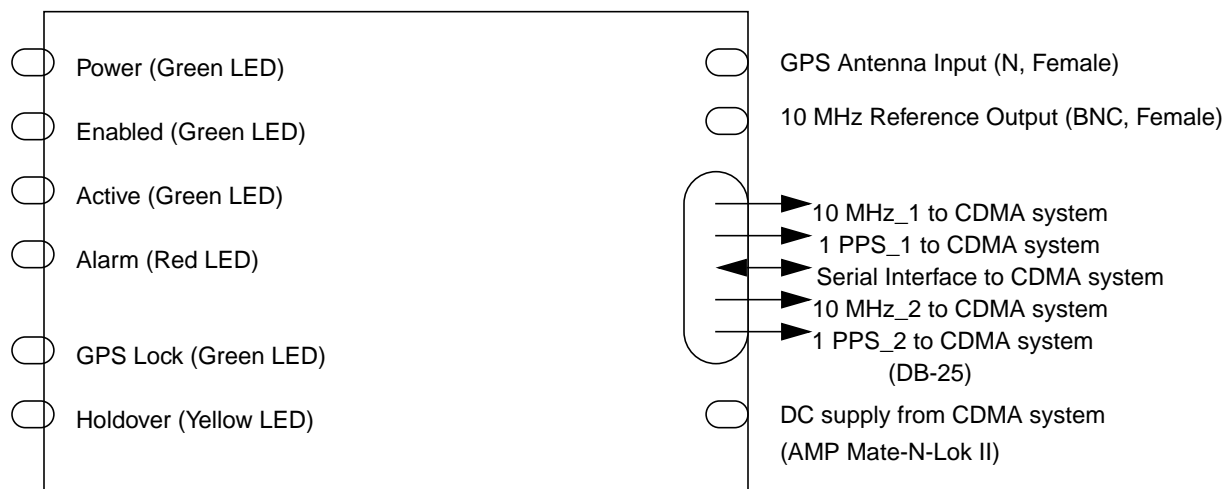 Power (Green LED)
Enabled (Green LED)
Active (Green LED)
Alarm (Red LED)
GPS Lock (Green LED)
Holdover (Yellow LED)
GPS Antenna Input (N, Female)
10 MHz Reference Output (BNC, Female)
10 MHz_1 to CDMA system
1 PPS_1 to CDMA system
Serial Interface to CDMA system
10 MHz_2 to CDMA system
1 PPS_2 to CDMA system
(DB-25)
DC supply from CDMA system
(AMP Mate-N-Lok II)